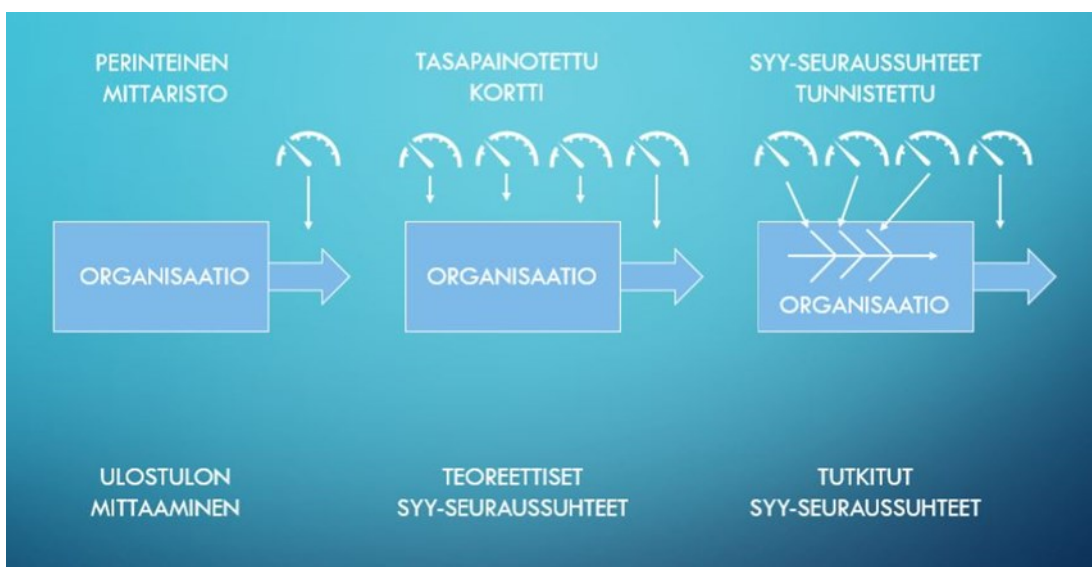 PERINTEINEN
MITTARISTO
TASAPAINOTETTU
KORTTI
SYY-SEURAUSSUHTEET
TUNNISTETTU
ORGANISAATIO
ORGANISAATIO
ORGANISAATIO
ULOSTULON
MITTAAMINEN
TEOREETTISET
SYY-SEURAUSSUHTEET
TUTKITUT
SYY-SEURAUSSUHTEET